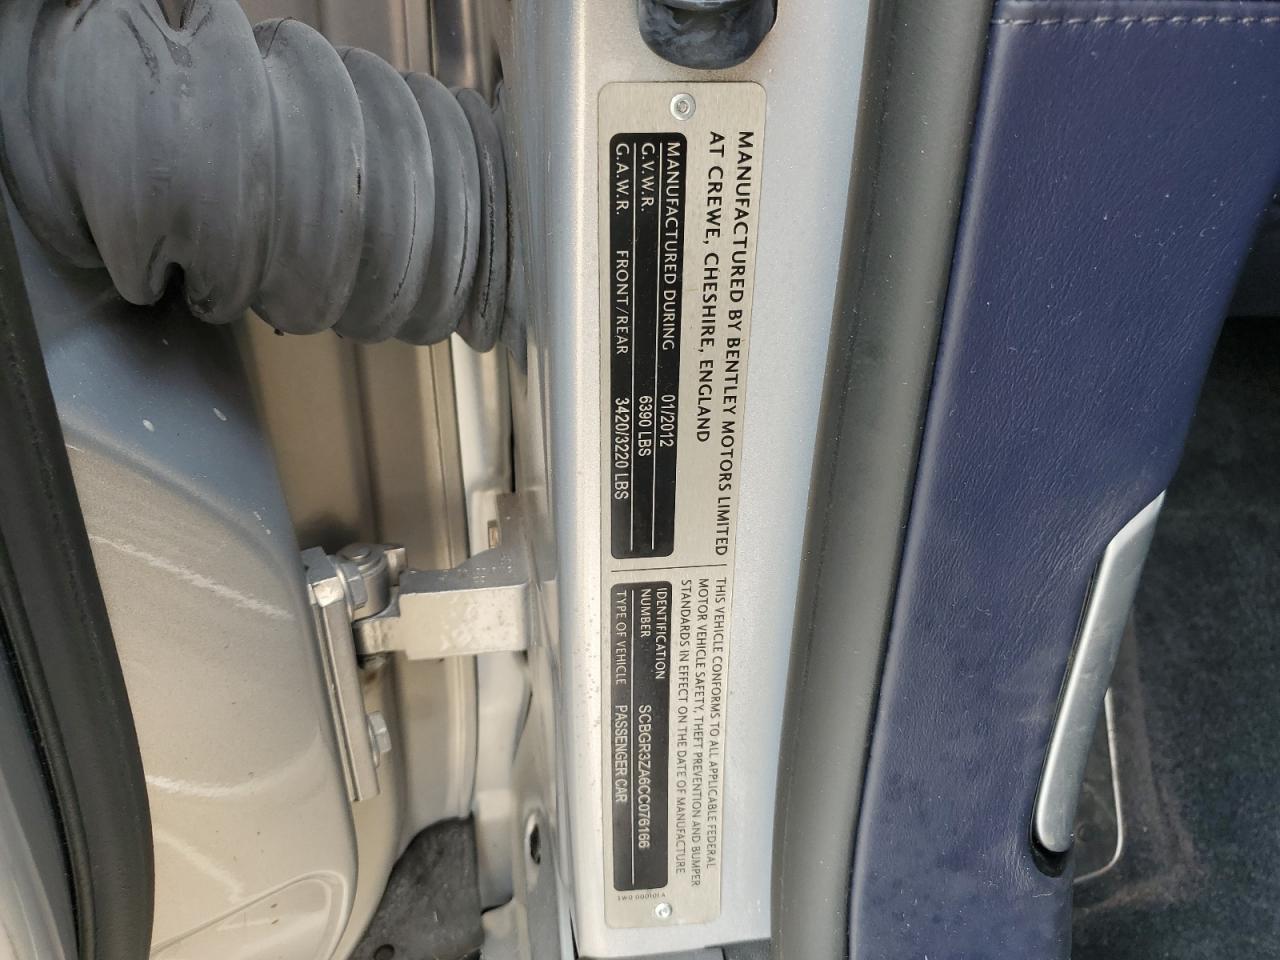 MANUFACTURED BY BENTLEY MOTORS LIMITED
AT CREWE, CHESHIRE, ENGLAND
MANUFACTURED DURING 01/2012
G.V.W.R. 6390 LBS
G.A.W.R. FRONT/REAR 3420/3220 LBS
THIS VEHICLE CONFORMS TO ALL APPLICABLE FEDERAL
MOTOR VEHICLE SAFETY, THEFT PREVENTION AND BUMPER
STANDARDS IN EFFECT ON THE DATE OF MANUFACTURE
IDENTIFICATION
NUMBER SCBGR3ZA6CC076166
TYPE OF VEHICLE PASSENGER CAR